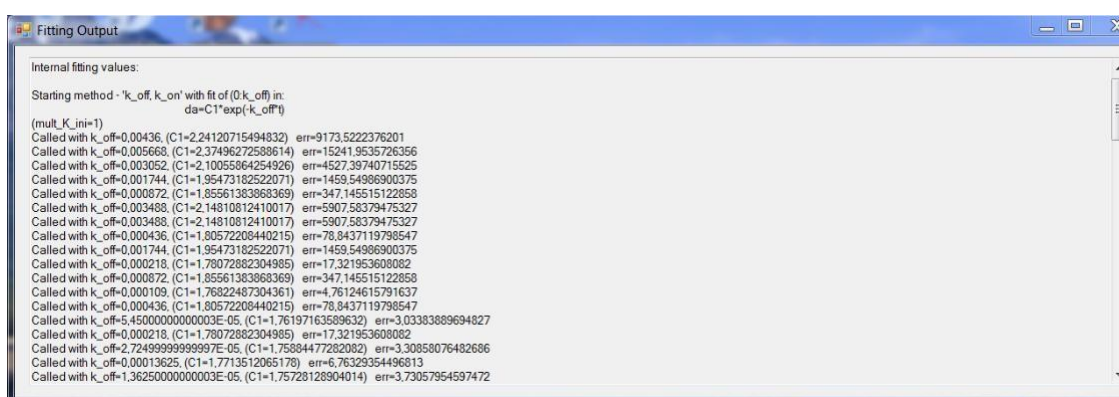 Fitting Output
Internal fitting values:
Starting method - 'k_off, k_on' with fit of (0:k_off) in:
da=C1*exp(-k_off*t)
(mult_K_ini=1)
Called with k_off=0,00436, (C1=2,24120715494832) err=9173,5222376201
Called with k_off=0,005668, (C1=2,37496272588614) err=15241,9535726356
Called with k_off=0,003052, (C1=2,10055864254926) err=4527,39740715525
Called with k_off=0,001744, (C1=1,95473182522071) err=1459,54986900375
Called with k_off=0,000872, (C1=1,85561383868369) err=347,145515122858
Called with k_off=0,003488, (C1=2,14810812410017) err=5907,58379475327
Called with k_off=0,003488, (C1=2,14810812410017) err=5907,58379475327
Called with k_off=0,000436, (C1=1,80572208440215) err=78,8437119798547
Called with k_off=0,001744, (C1=1,95473182522071) err=1459,54986900375
Called with k_off=0,000218, (C1=1,78072882304985) err=17,321953608082
Called with k_off=0,000872, (C1=1,85561383868369) err=347,145515122858
Called with k_off=0,000109, (C1=1,76822487304361) err=4,76124615791637
Called with k_off=0,000436, (C1=1,80572208440215) err=78,8437119798547
Called with k_off=5,45000000000003E-05, (C1=1,76197163589632) err=3,03383889694827
Called with k_off=0,000218, (C1=1,78072882304985) err=17,321953608082
Called with k_off=2,72499999999997E-05, (C1=1,75884477282082) err=3,30858076482686
Called with k_off=0,00013625, (C1=1,7713512065178) err=6,76329354496813
Called with k_off=1,36250000000003E-05, (C1=1,75728128904014) err=3,73057954597472